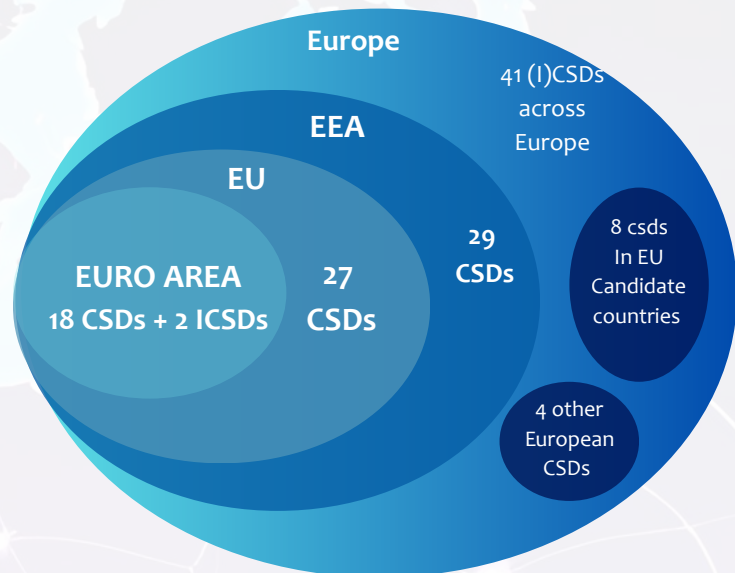 Europe
41 (I)CSDs
across
Europe
EEA
EU
29
CSDs
8 csds
In EU
Candidate
countries
EURO AREA
18 CSDs + 2 ICSDs
27
CSDs
4 other
European
CSDs